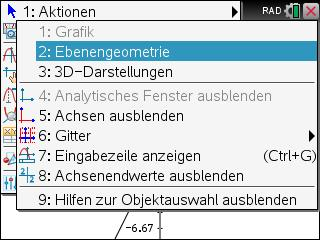 1: Aktionen
RAD
1: Grafik
2: Ebenengeometrie
3: 3D-Darstellungen
4: Analytisches Fenster ausblenden
5: Achsen ausblenden
6: Gitter
7: Eingabezeile anzeigen (Ctrl+G)
8: Achsenendwerte ausblenden
9: Hilfen zur Objektauswahl ausblenden
-6.67